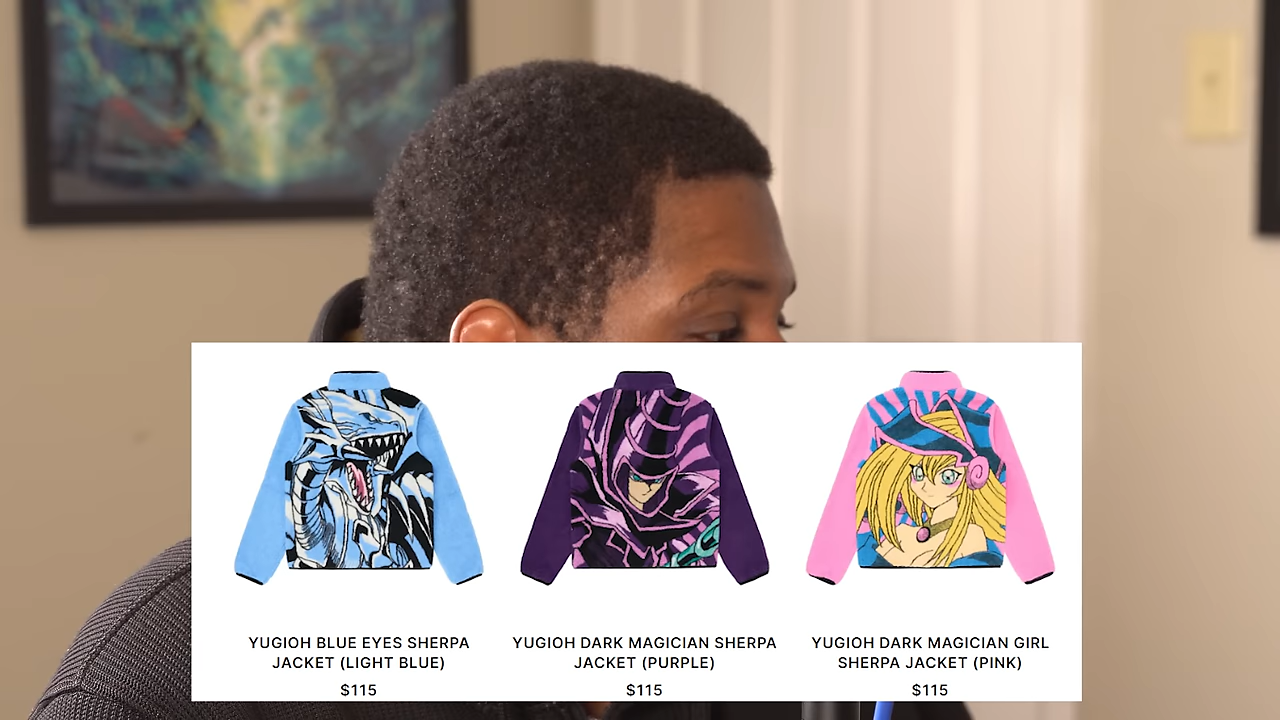 YUGIOH BLUE EYES SHERPA
JACKET (LIGHT BLUE)
$115
YUGIOH DARK MAGICIAN SHERPA
JACKET (PURPLE)
$115
YUGIOH DARK MAGICIAN GIRL
SHERPA JACKET (PINK)
$115